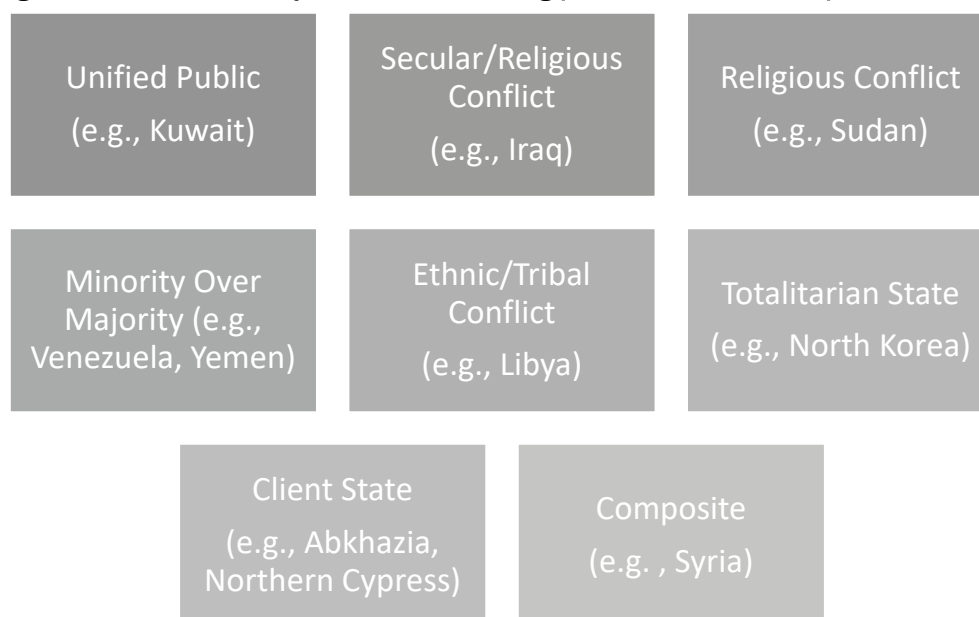 Unified Public
(e.g., Kuwait)
Secular/Religious
Conflict
(e.g., Iraq)
Religious Conflict
(e.g., Sudan)
Minority Over
Majority (e.g.,
Venezuela, Yemen)
Ethnic/Tribal
Conflict
(e.g., Libya)
Totalitarian State
(e.g., North Korea)
Client State
(e.g., Abkhazia,
Northern Cypress)
Composite
(e.g. , Syria)